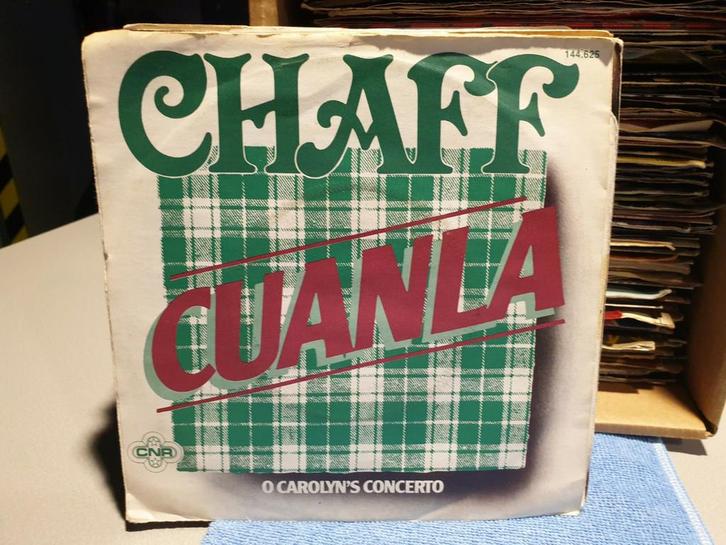 144.625
CHAFF
CUANLA
CNR
O CAROLYN'S CONCERTO